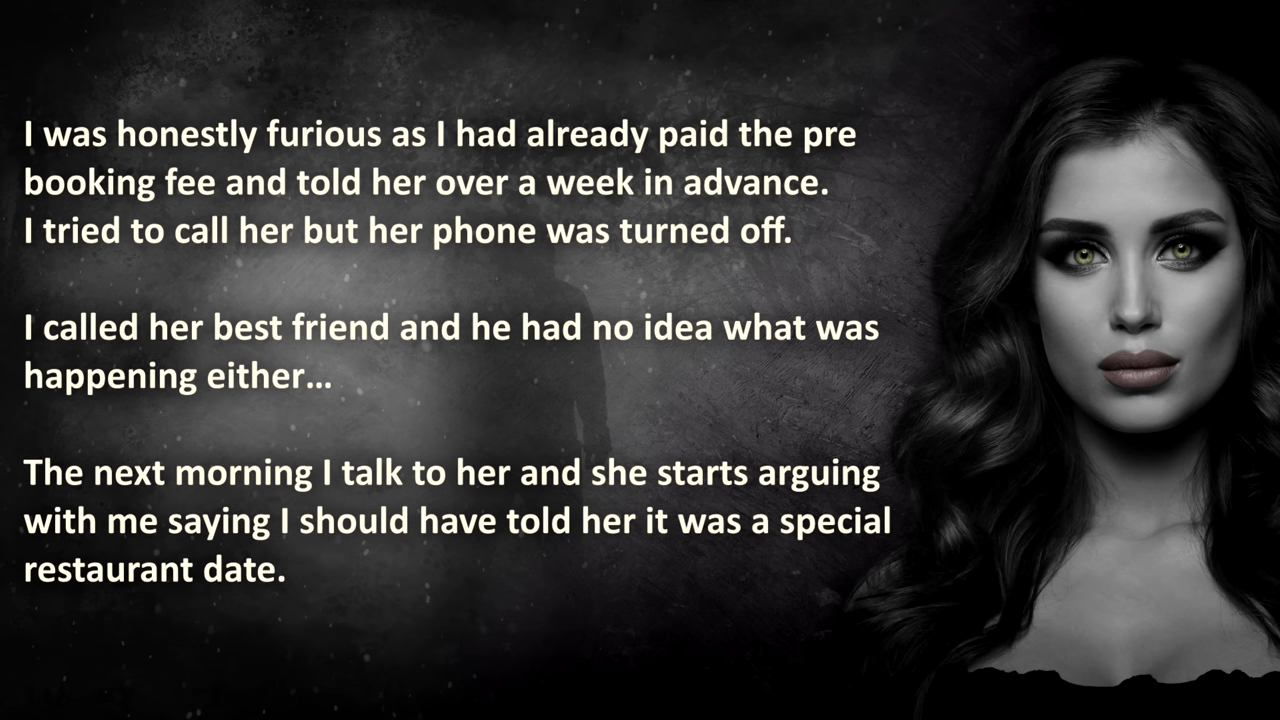 I was honestly furious as I had already paid the pre
booking fee and told her over a week in advance.
I tried to call her but her phone was turned off.
I called her best friend and he had no idea what was
happening either...
The next morning I talk to her and she starts arguing
with me saying I should have told her it was a special
restaurant date.